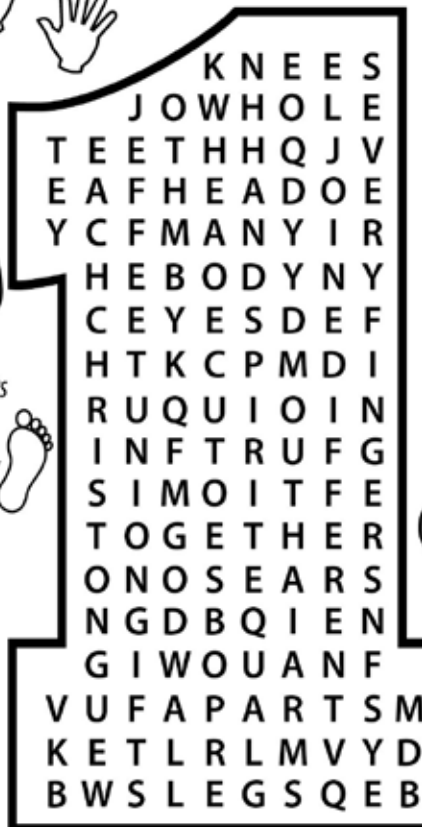 K N E E S
J O W H O L E
T E E T H H Q J V
E A F H E A D O E
Y C F M A N Y I R
H E B O D Y N Y
C E Y E S D E F
H T K C P M D I
R U Q U I O I N
I N F T R U F G
S I M O I T F E
T O G E T H E R
O N O S E A R S
N G D B Q I E N
G I W O U A N F
V U F A P A R T S M
K E T L R L M V Y D
B W S L E G S Q E B